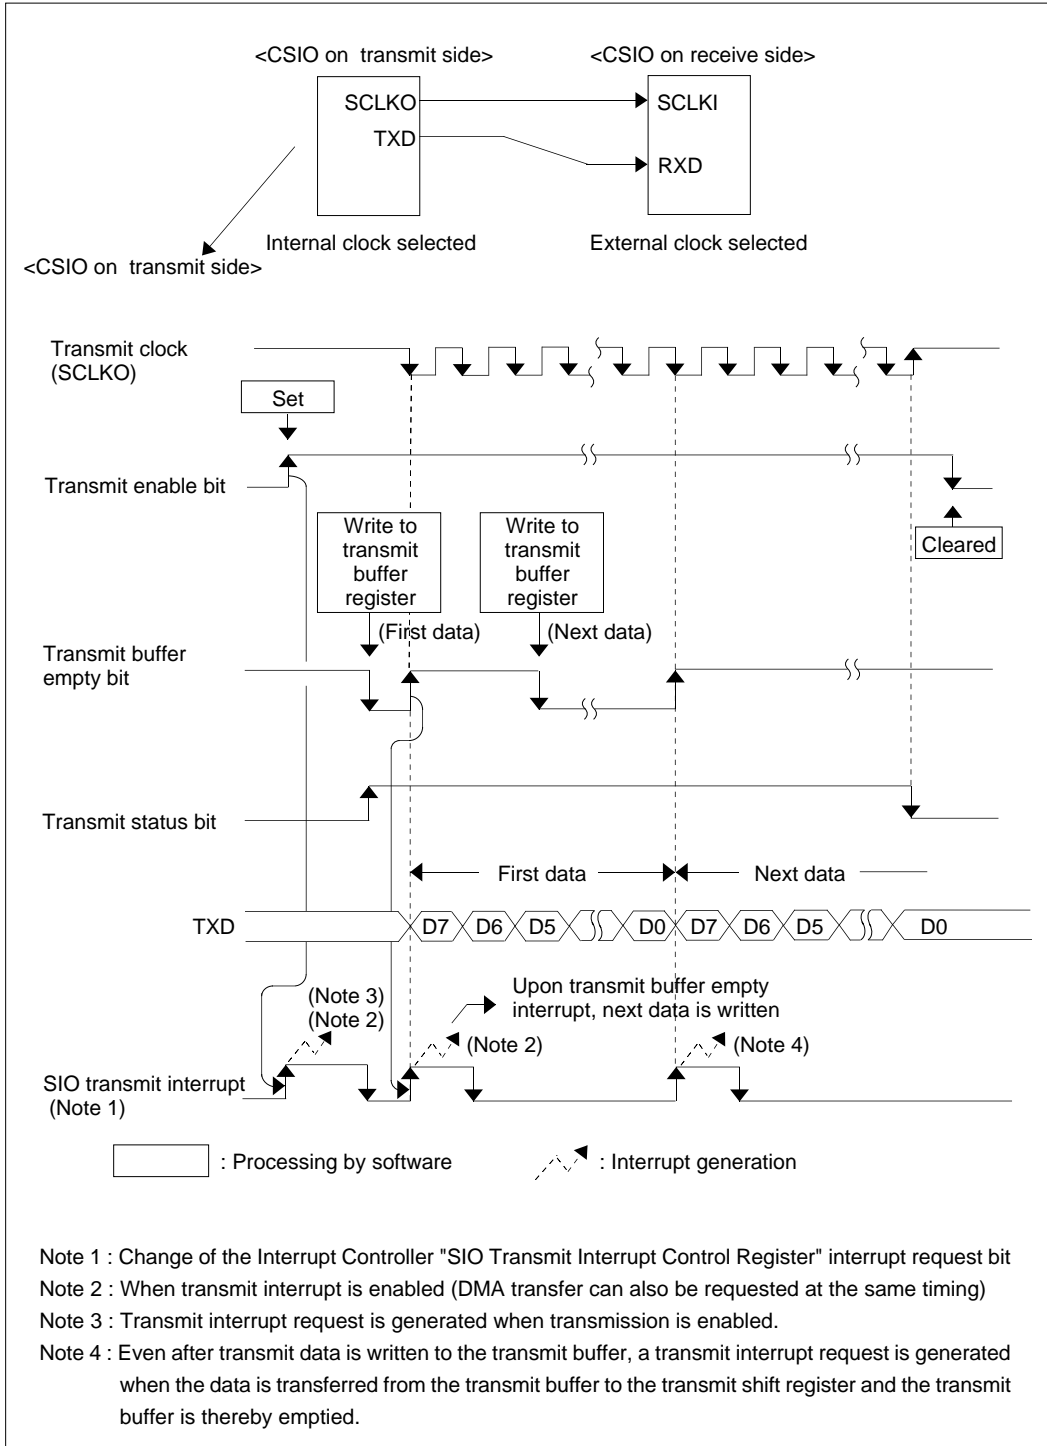 <CSIO on transmit side>
<CSIO on receive side>
SCLKO
SCLKI
TXD
RXD
Internal clock selected
External clock selected
<CSIO on transmit side>
Transmit clock
(SCLKO)
Set
Transmit enable bit
Write to
transmit
buffer
register
Write to
transmit
buffer
register
Cleared
(First data)
(Next data)
Transmit buffer
empty bit
Transmit status bit
First data
Next data
TXD
D7
D6
D5
D0
D7
D6
D5
D0
(Note 3)
(Note 2)
Upon transmit buffer empty
interrupt, next data is written
(Note 2)
(Note 4)
SIO transmit interrupt
(Note 1)
: Processing by software
: Interrupt generation
Note 1 : Change of the Interrupt Controller "SIO Transmit Interrupt Control Register" interrupt request bit
Note 2 : When transmit interrupt is enabled (DMA transfer can also be requested at the same timing)
Note 3 : Transmit interrupt request is generated when transmission is enabled.
Note 4 : Even after transmit data is written to the transmit buffer, a transmit interrupt request is generated
when the data is transferred from the transmit buffer to the transmit shift register and the transmit
buffer is thereby emptied.